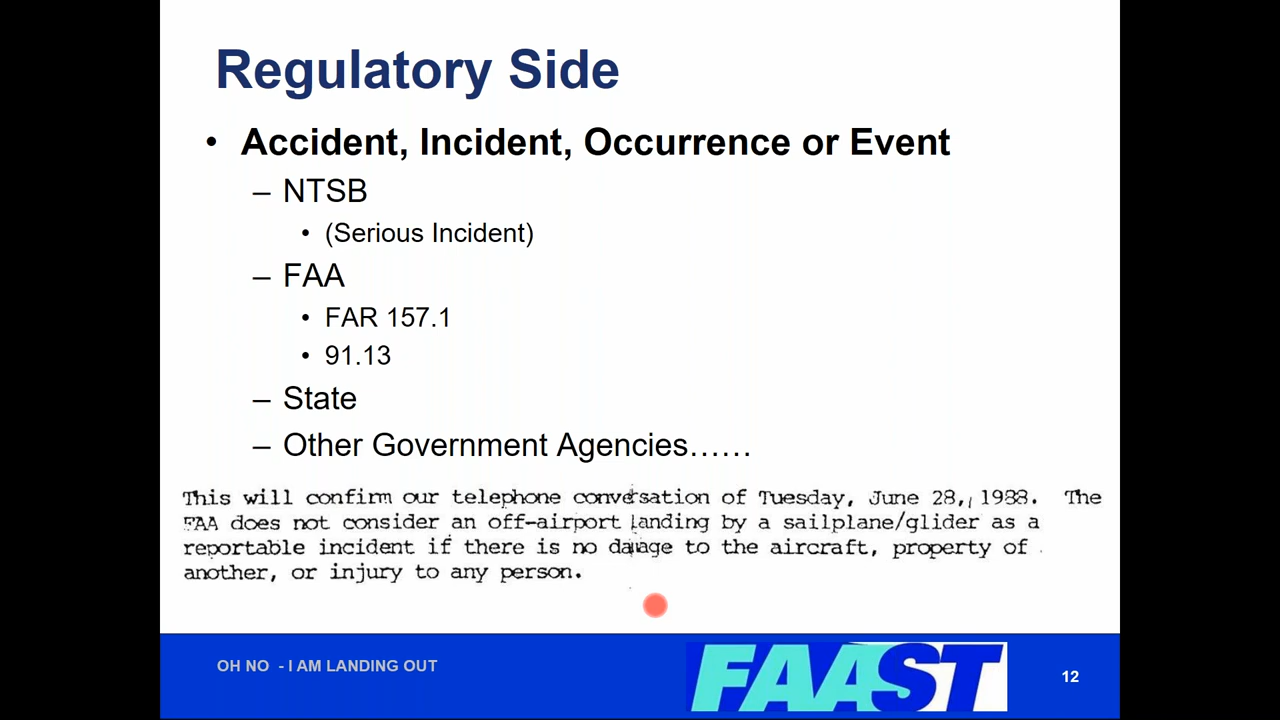 Regulatory Side
• Accident, Incident, Occurrence or Event
– NTSB
• (Serious Incident)
– FAA
• FAR 157.1
• 91.13
– State
– Other Government Agencies……
This will confirm our telephone conversation of Tuesday, June 28, 1988. The
FAA does not consider an off-airport landing by a sailplane/glider as a
reportable incident if there is no damage to the aircraft, property of
another, or injury to any person.
OH NO - I AM LANDING OUT
FAAST
12